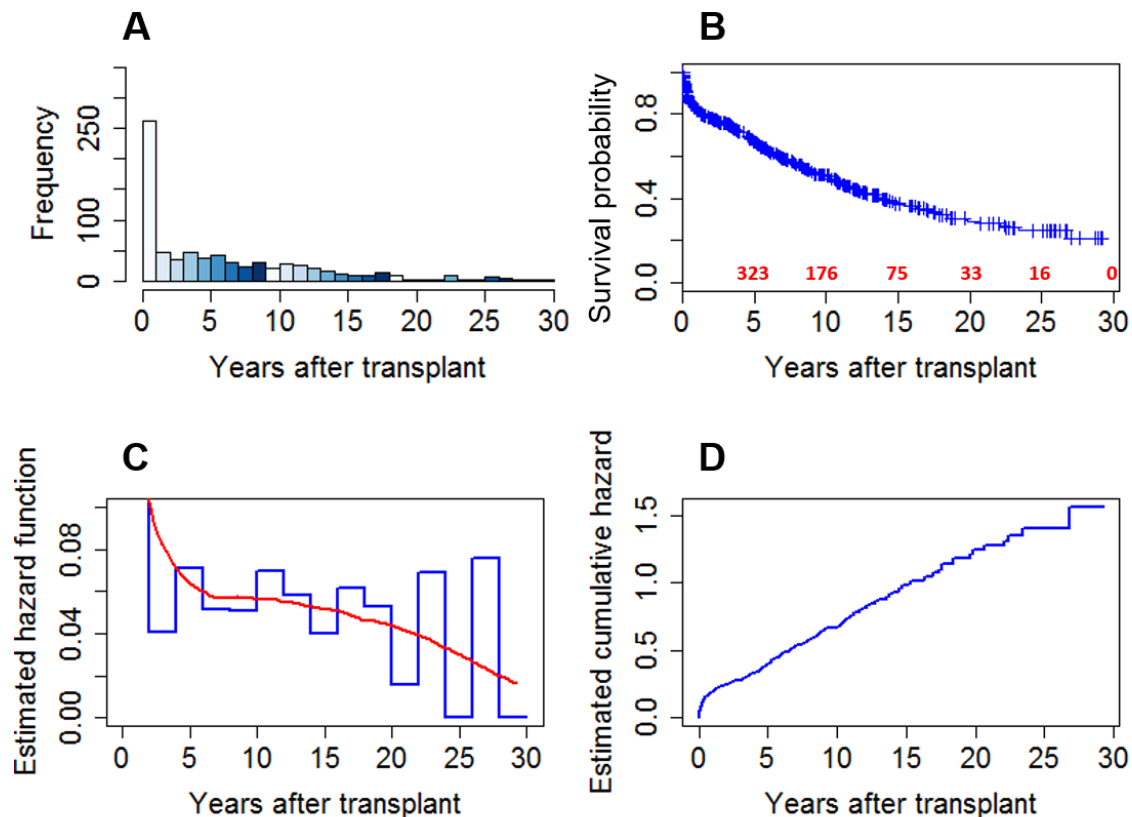 A
Frequency
250
100
0
0 5 10 15 20 25 30
Years after transplant
B
Survival probability
0.8
0.4
0.0
323 176 75 33 16 0
0 5 10 15 20 25 30
Years after transplant
C
Estimated hazard function
0.08
0.04
0.00
0 5 10 15 20 25 30
Years after transplant
D
Estimated cumulative hazard
1.5
1.0
0.5
0.0
0 5 10 15 20 25 30
Years after transplant